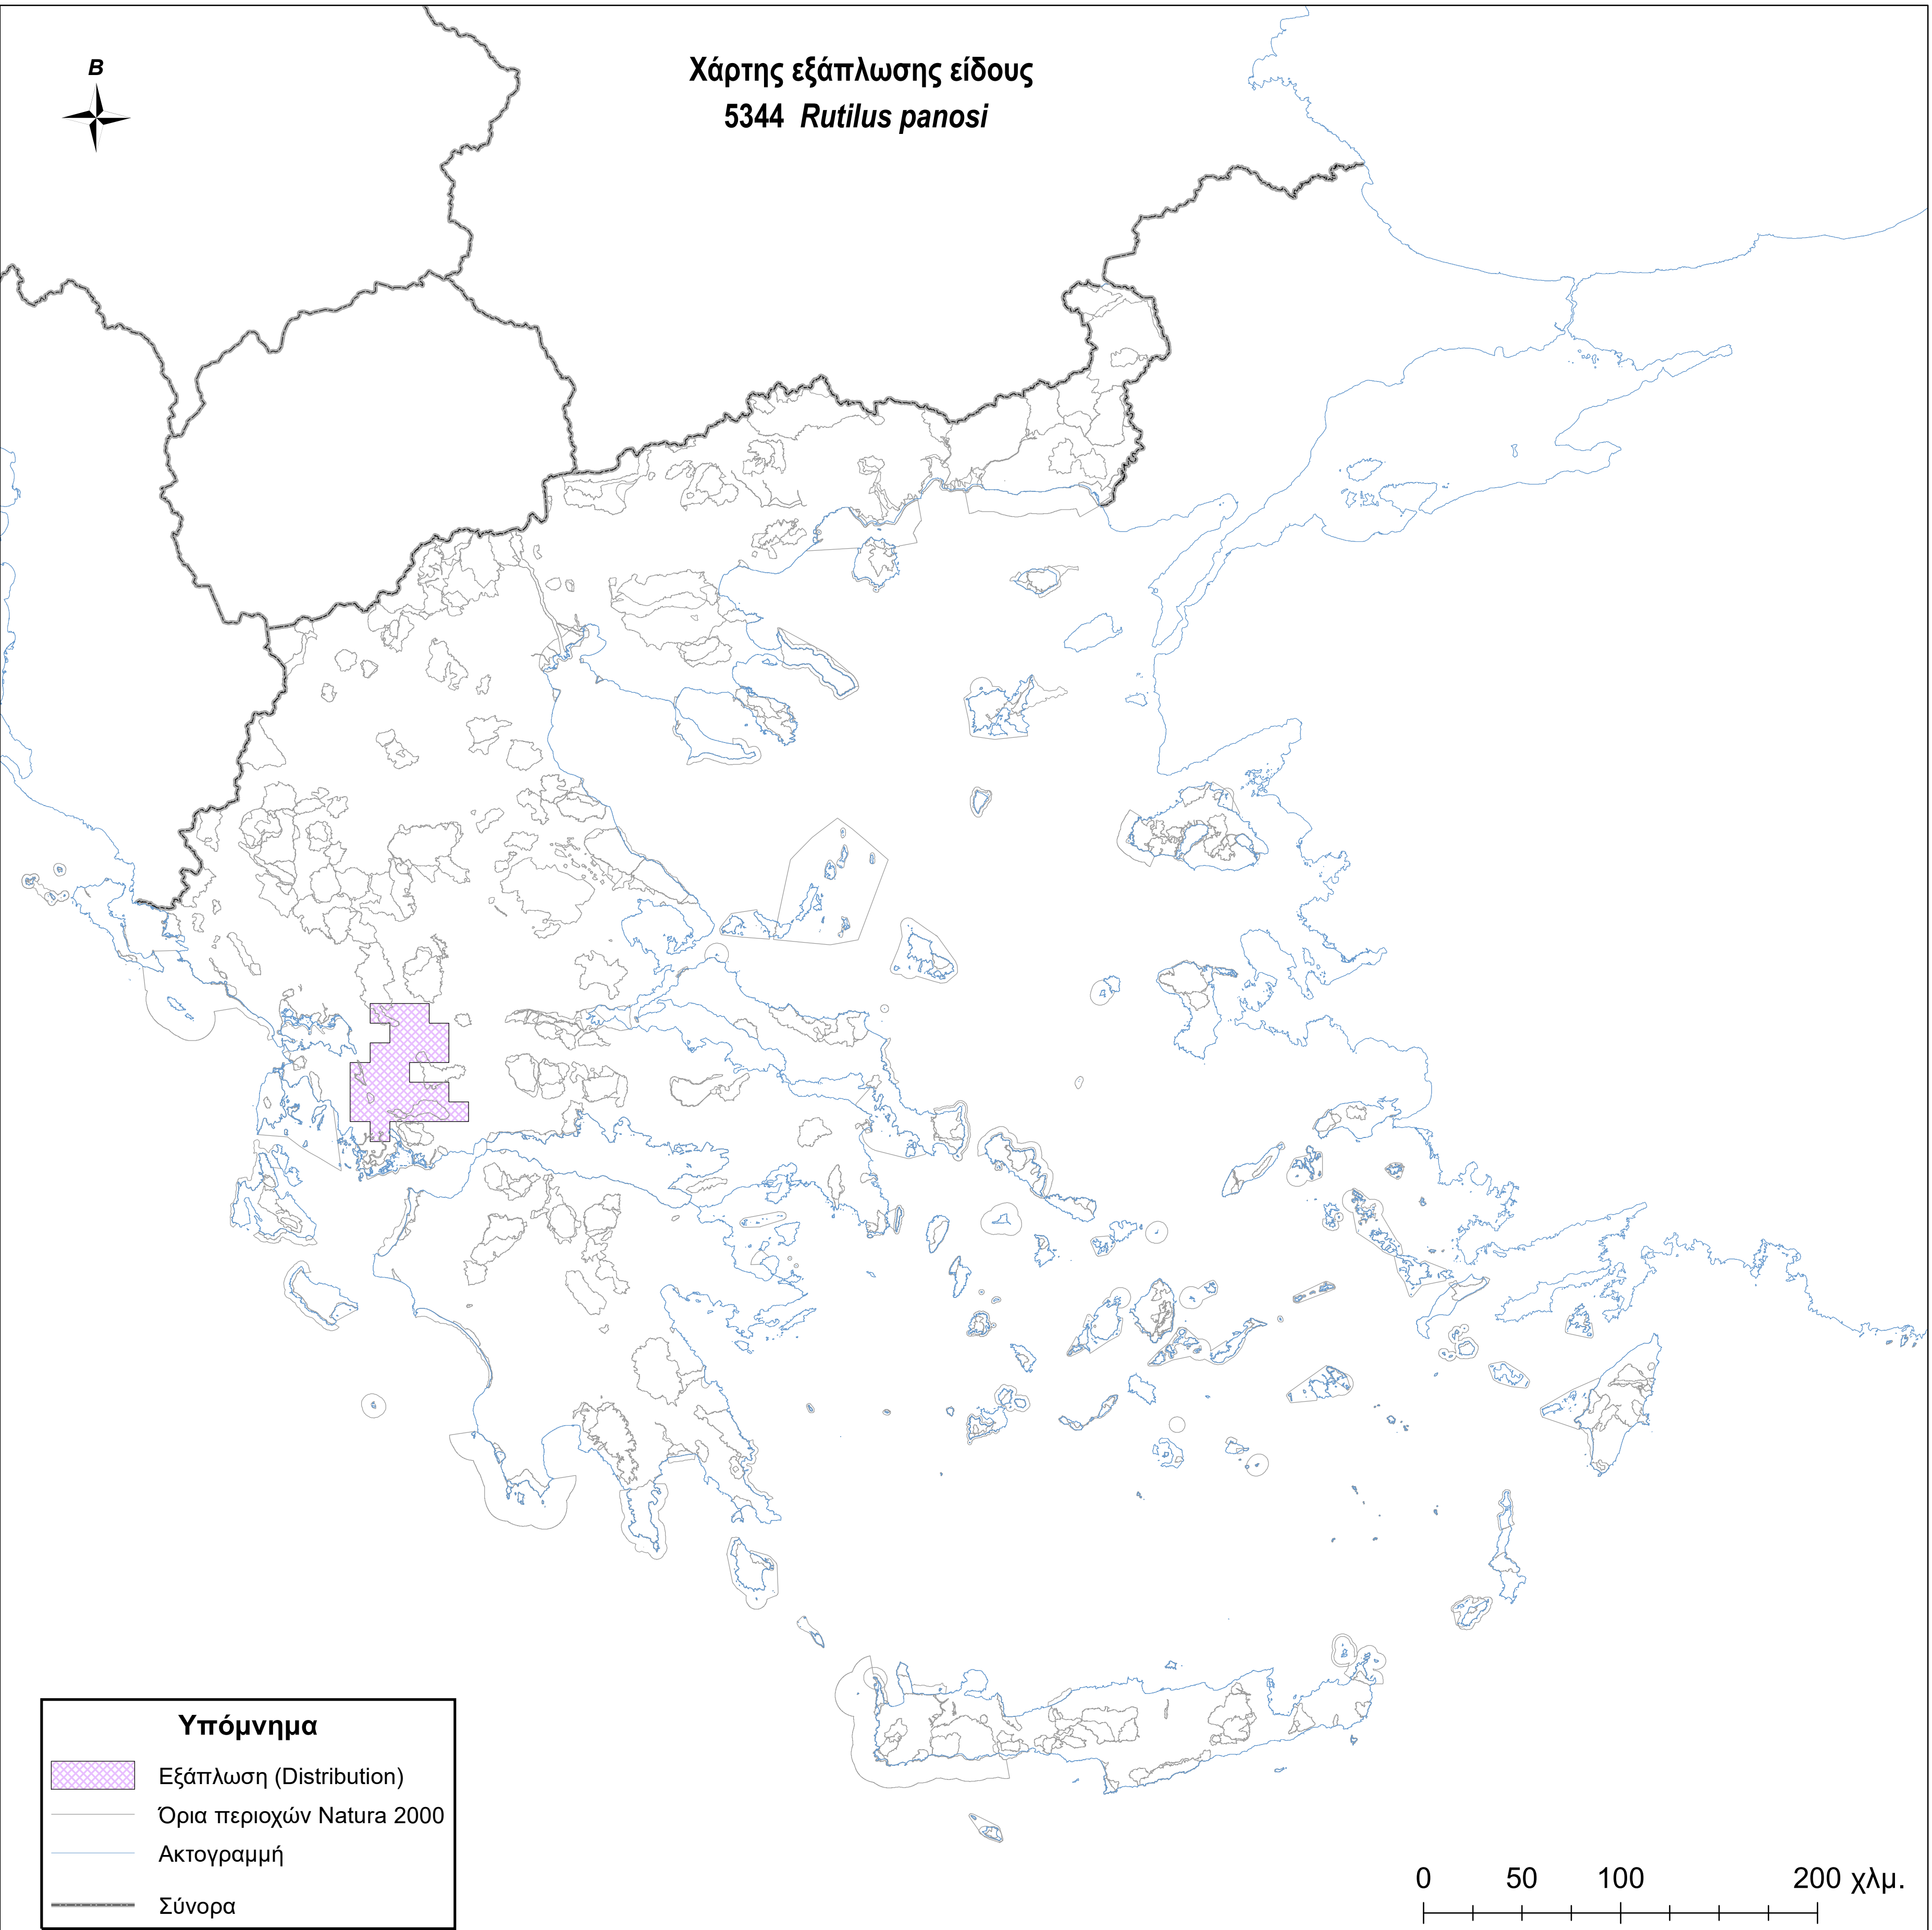 Χάρτης εξάπλωσης είδους
5344 Rutilus panosi
Β
Υπόμνημα
Εξάπλωση (Distribution)
Όρια περιοχών Natura 2000
Ακτογραμμή
Σύνορα
0 50 100 200 χλμ.